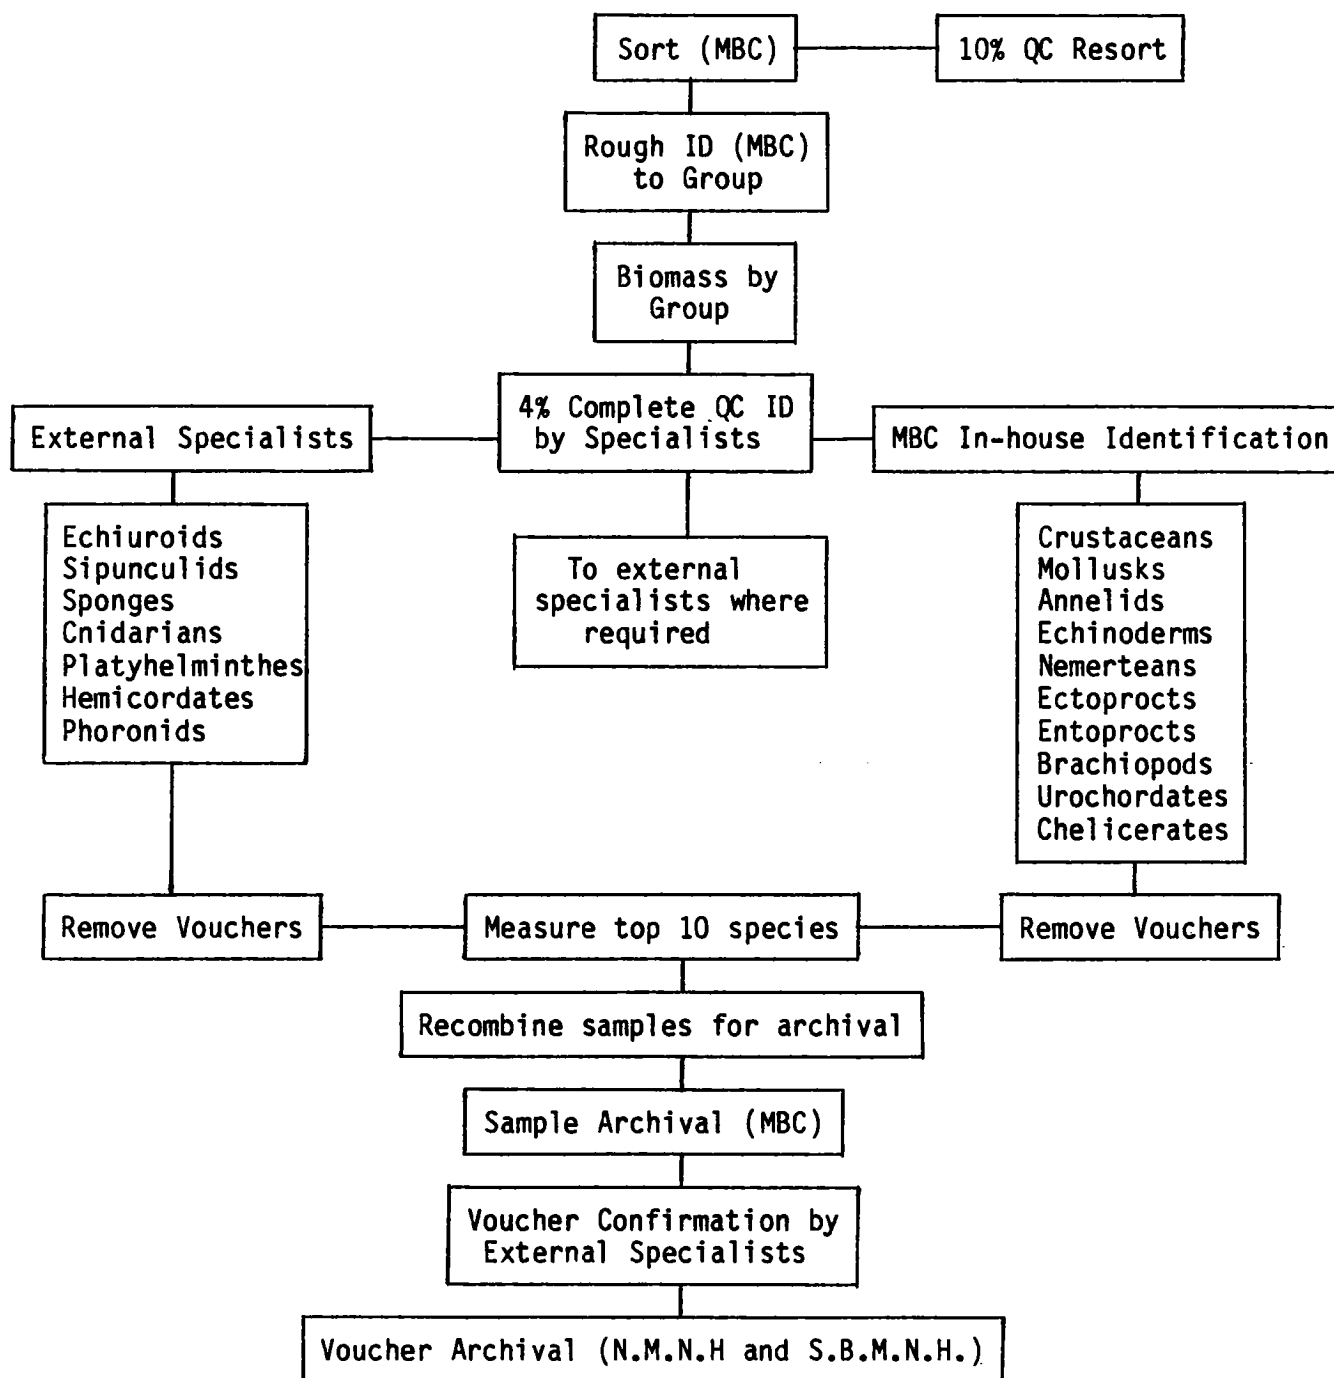 Sort (MBC)
10% QC Resort
Rough ID (MBC)
to Group
Biomass by
Group
4% Complete QC ID
by Specialists
External Specialists
MBC In-house Identification
Echiuroids
Sipunculids
Sponges
Cnidarians
Platyhelminthes
Hemicordates
Phoronids
To external
specialists where
required
Crustaceans
Mollusks
Annelids
Echinoderms
Nemerteans
Ectoprocts
Entoprocts
Brachiopods
Urochordates
Chelicerates
Remove Vouchers
Measure top 10 species
Remove Vouchers
Recombine samples for archival
Sample Archival (MBC)
Voucher Confirmation by
External Specialists
Voucher Archival (N.M.N.H and S.B.M.N.H.)